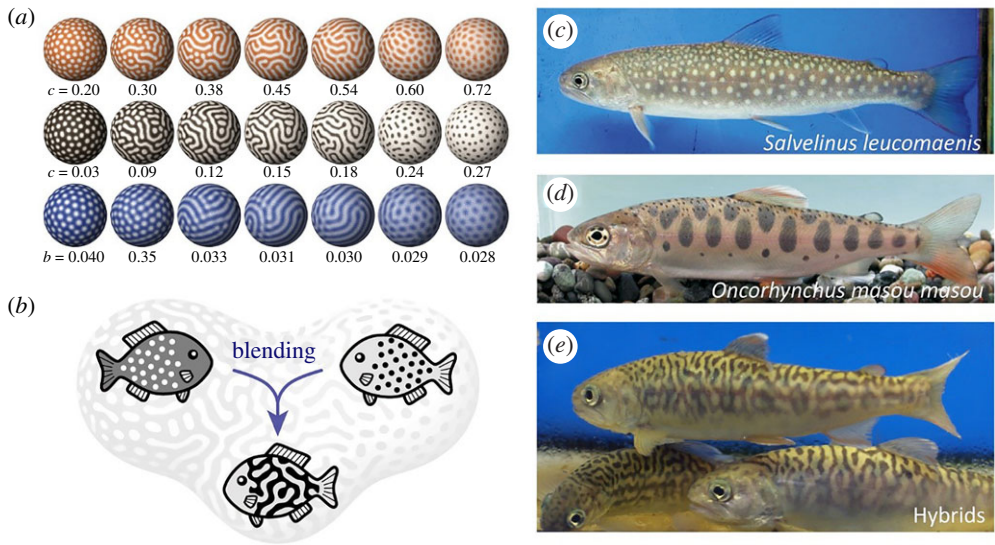 (a)
c = 0.20 0.30 0.38 0.45 0.54 0.60 0.72
c = 0.03 0.09 0.12 0.15 0.18 0.24 0.27
b = 0.040 0.35 0.033 0.031 0.030 0.029 0.028
(b)
blending
(c)
Salvelinus leucomaenis
(d)
Oncorhynchus masou masou
(e)
Hybrids